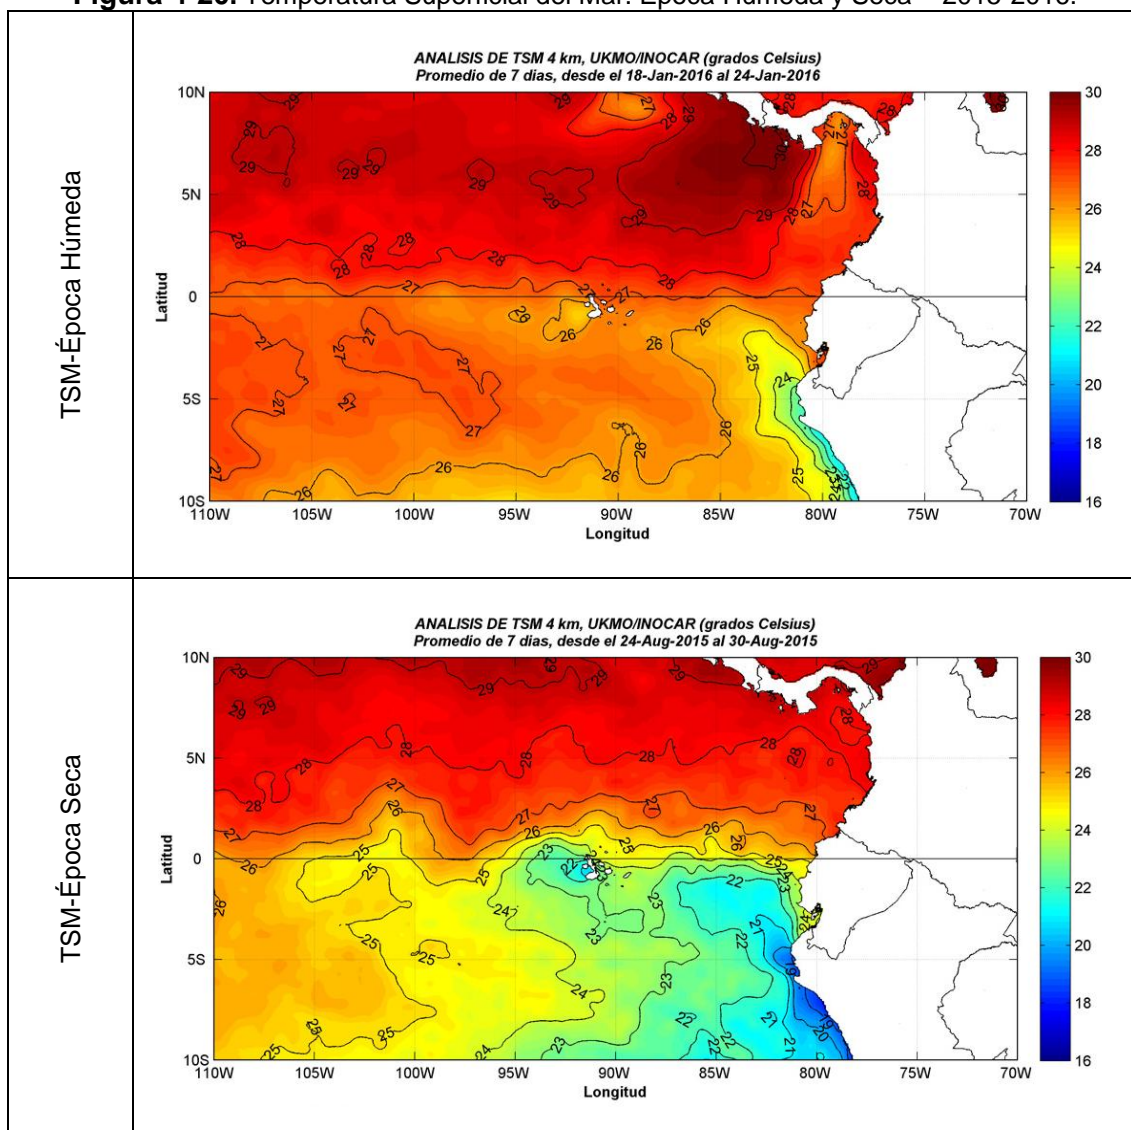 Temperatura Superficial del Mar. Época Húmeda y Seca – 2015-2016.
TSM-Época Húmeda
ANALISIS DE TSM 4 km, UKMO/INOCAR (grados Celsius)
Promedio de 7 dias, desde el 18-Jan-2016 al 24-Jan-2016
10N
5N
0
5S
10S
Latitud
110W 105W 100W 95W 90W 85W 80W 75W 70W
Longitud
30
28
26
24
22
20
18
16
TSM-Época Seca
ANALISIS DE TSM 4 km, UKMO/INOCAR (grados Celsius)
Promedio de 7 dias, desde el 24-Aug-2015 al 30-Aug-2015
10N
5N
0
5S
10S
Latitud
110W 105W 100W 95W 90W 85W 80W 75W 70W
Longitud
30
28
26
24
22
20
18
16